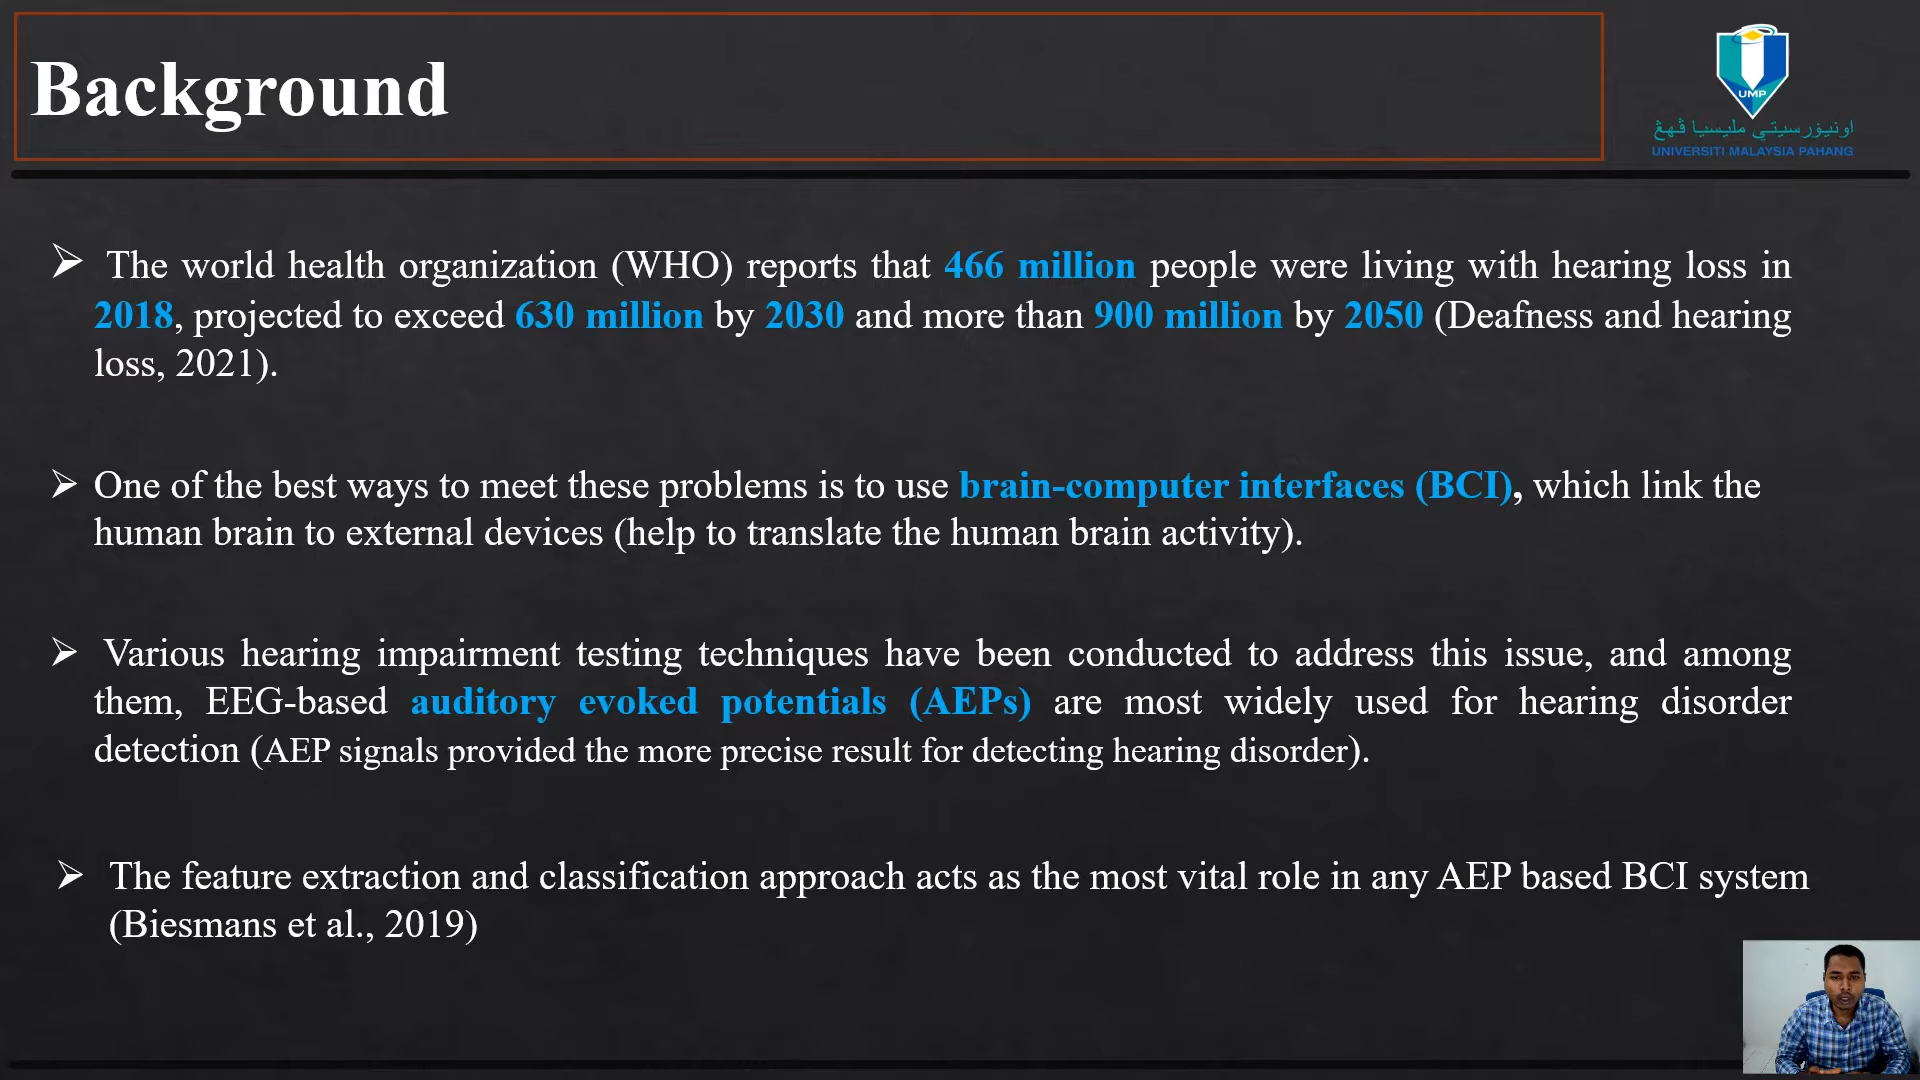 Background
UMP
اونيۏرسيتي مليسيا ڤهڠ
UNIVERSITI MALAYSIA PAHANG
➢ The world health organization (WHO) reports that 466 million people were living with hearing loss in
2018, projected to exceed 630 million by 2030 and more than 900 million by 2050 (Deafness and hearing
loss, 2021).
➢ One of the best ways to meet these problems is to use brain-computer interfaces (BCI), which link the
human brain to external devices (help to translate the human brain activity).
➢ Various hearing impairment testing techniques have been conducted to address this issue, and among
them, EEG-based auditory evoked potentials (AEPs) are most widely used for hearing disorder
detection (AEP signals provided the more precise result for detecting hearing disorder).
➢ The feature extraction and classification approach acts as the most vital role in any AEP based BCI system
(Biesmans et al., 2019)